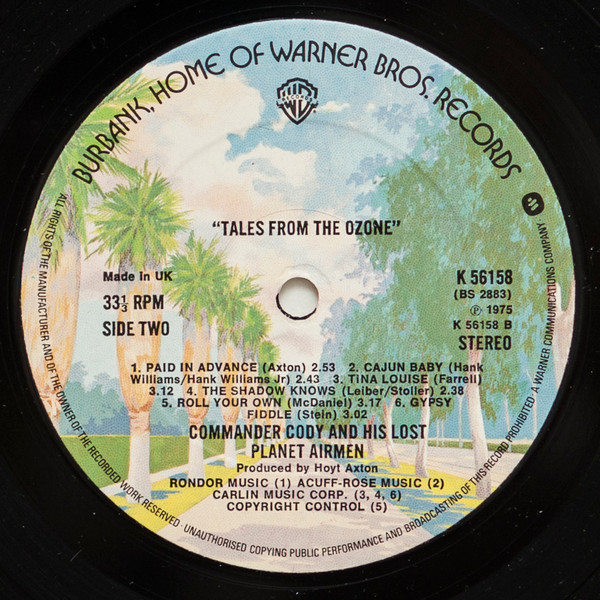 BURBANK, HOME OF WARNER BROS. RECORDS
RECORDS
"TALES FROM THE OZONE"
Made in UK
33⅓ RPM
SIDE TWO
K 56158
(BS 2883)
Ⓟ 1975
K 56158 B
STEREO
1. PAID IN ADVANCE (Axton) 2.53 2. CAJUN BABY (Hank
Williams/Hank Williams Jr) 2.43 3. TINA LOUISE (Farrell)
3.12 4. THE SHADOW KNOWS (Leiber/Stoller) 2.38
5. ROLL YOUR OWN (McDaniel) 3.17 6. GYPSY
FIDDLE (Stein) 3.02
COMMANDER CODY AND HIS LOST
PLANET AIRMEN
Produced by Hoyt Axton
RONDOR MUSIC (1) ACUFF-ROSE MUSIC (2)
CARLIN MUSIC CORP. (3, 4, 6)
COPYRIGHT CONTROL (5)
ALL RIGHTS OF THE MANUFACTURER AND OF THE OWNER OF THE RECORDED WORK RESERVED. UNAUTHORISED COPYING PUBLIC PERFORMANCE AND BROADCASTING OF THIS RECORD PROHIBITED. A WARNER COMMUNICATIONS COMPANY